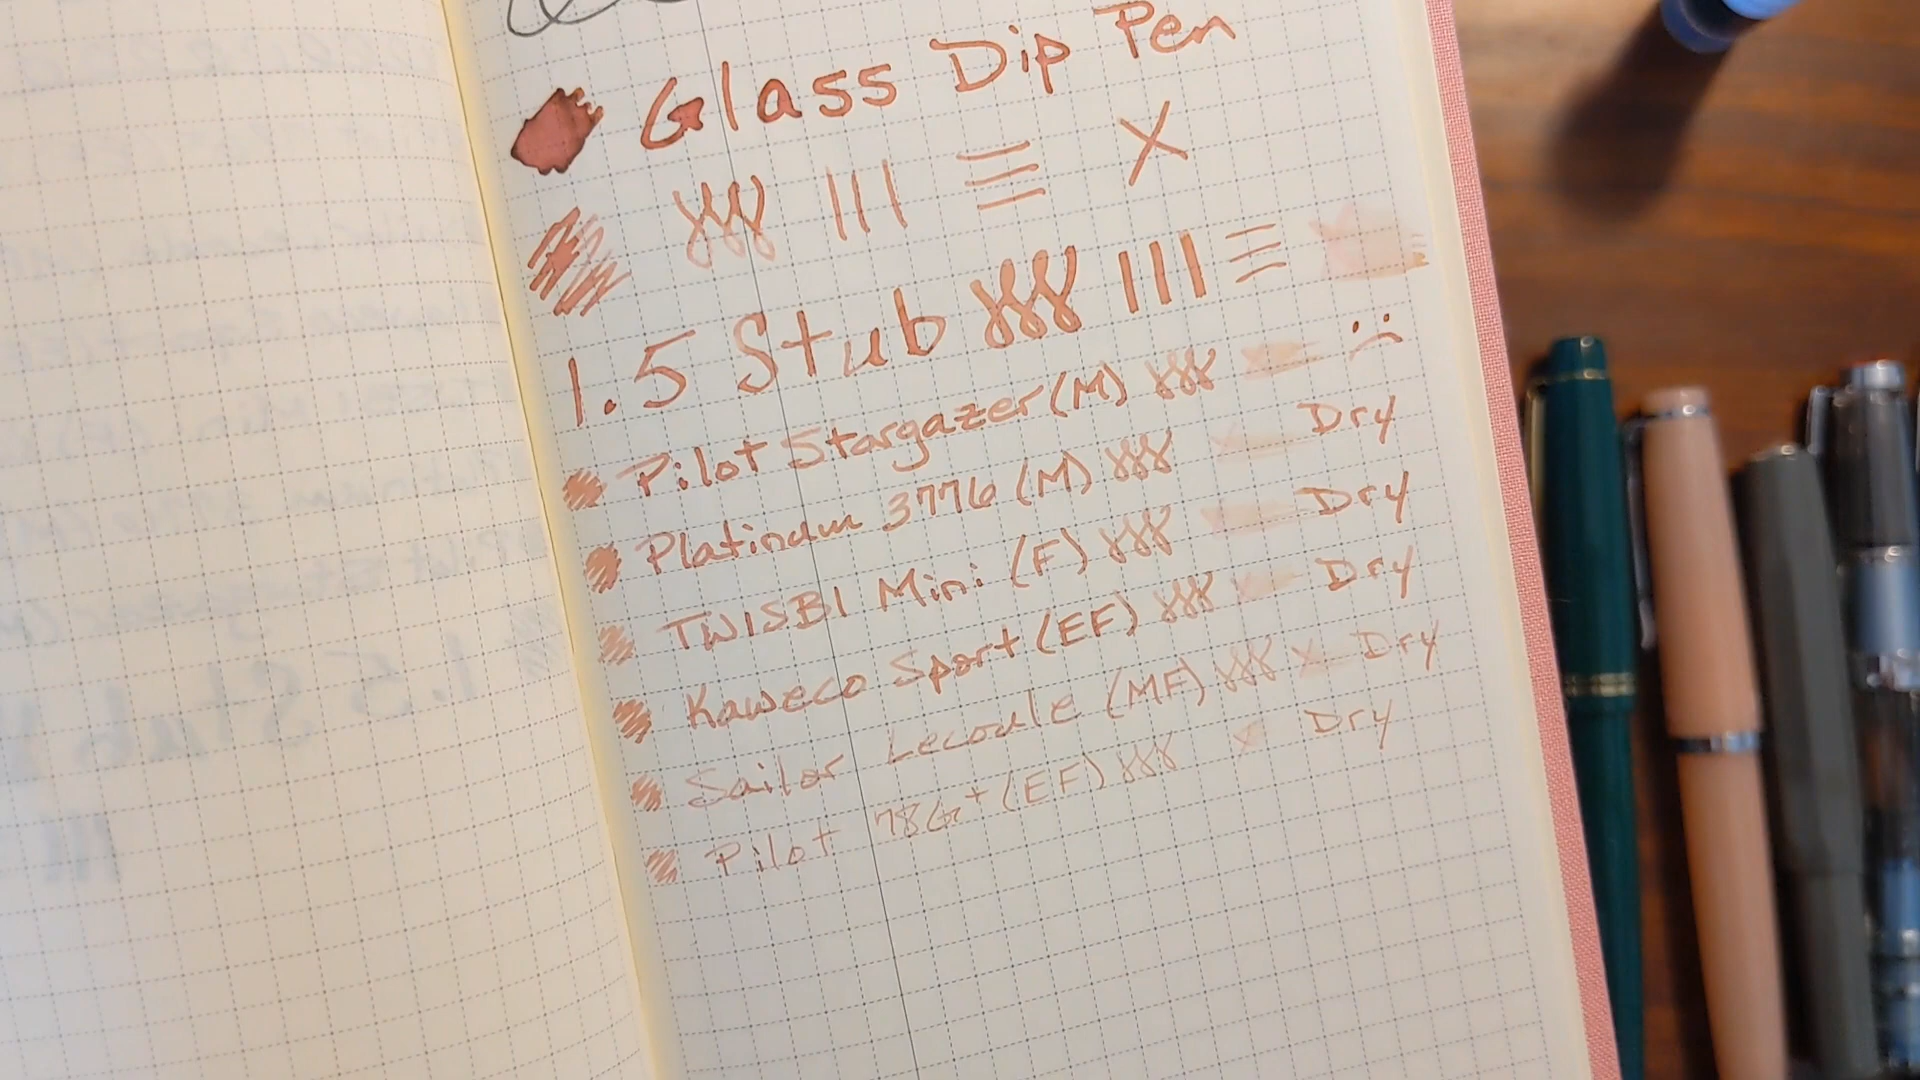 Glass Dip Pen
X
1.5 Stub
Pilot Stargazer (M) :(
Platinum 3776 (M) Dry
TWISBI Mini (F) Dry
Kaweco Sport (EF) Dry
Sailor Lecoule (MF) x Dry
Pilot 78G+ (EF) x Dry